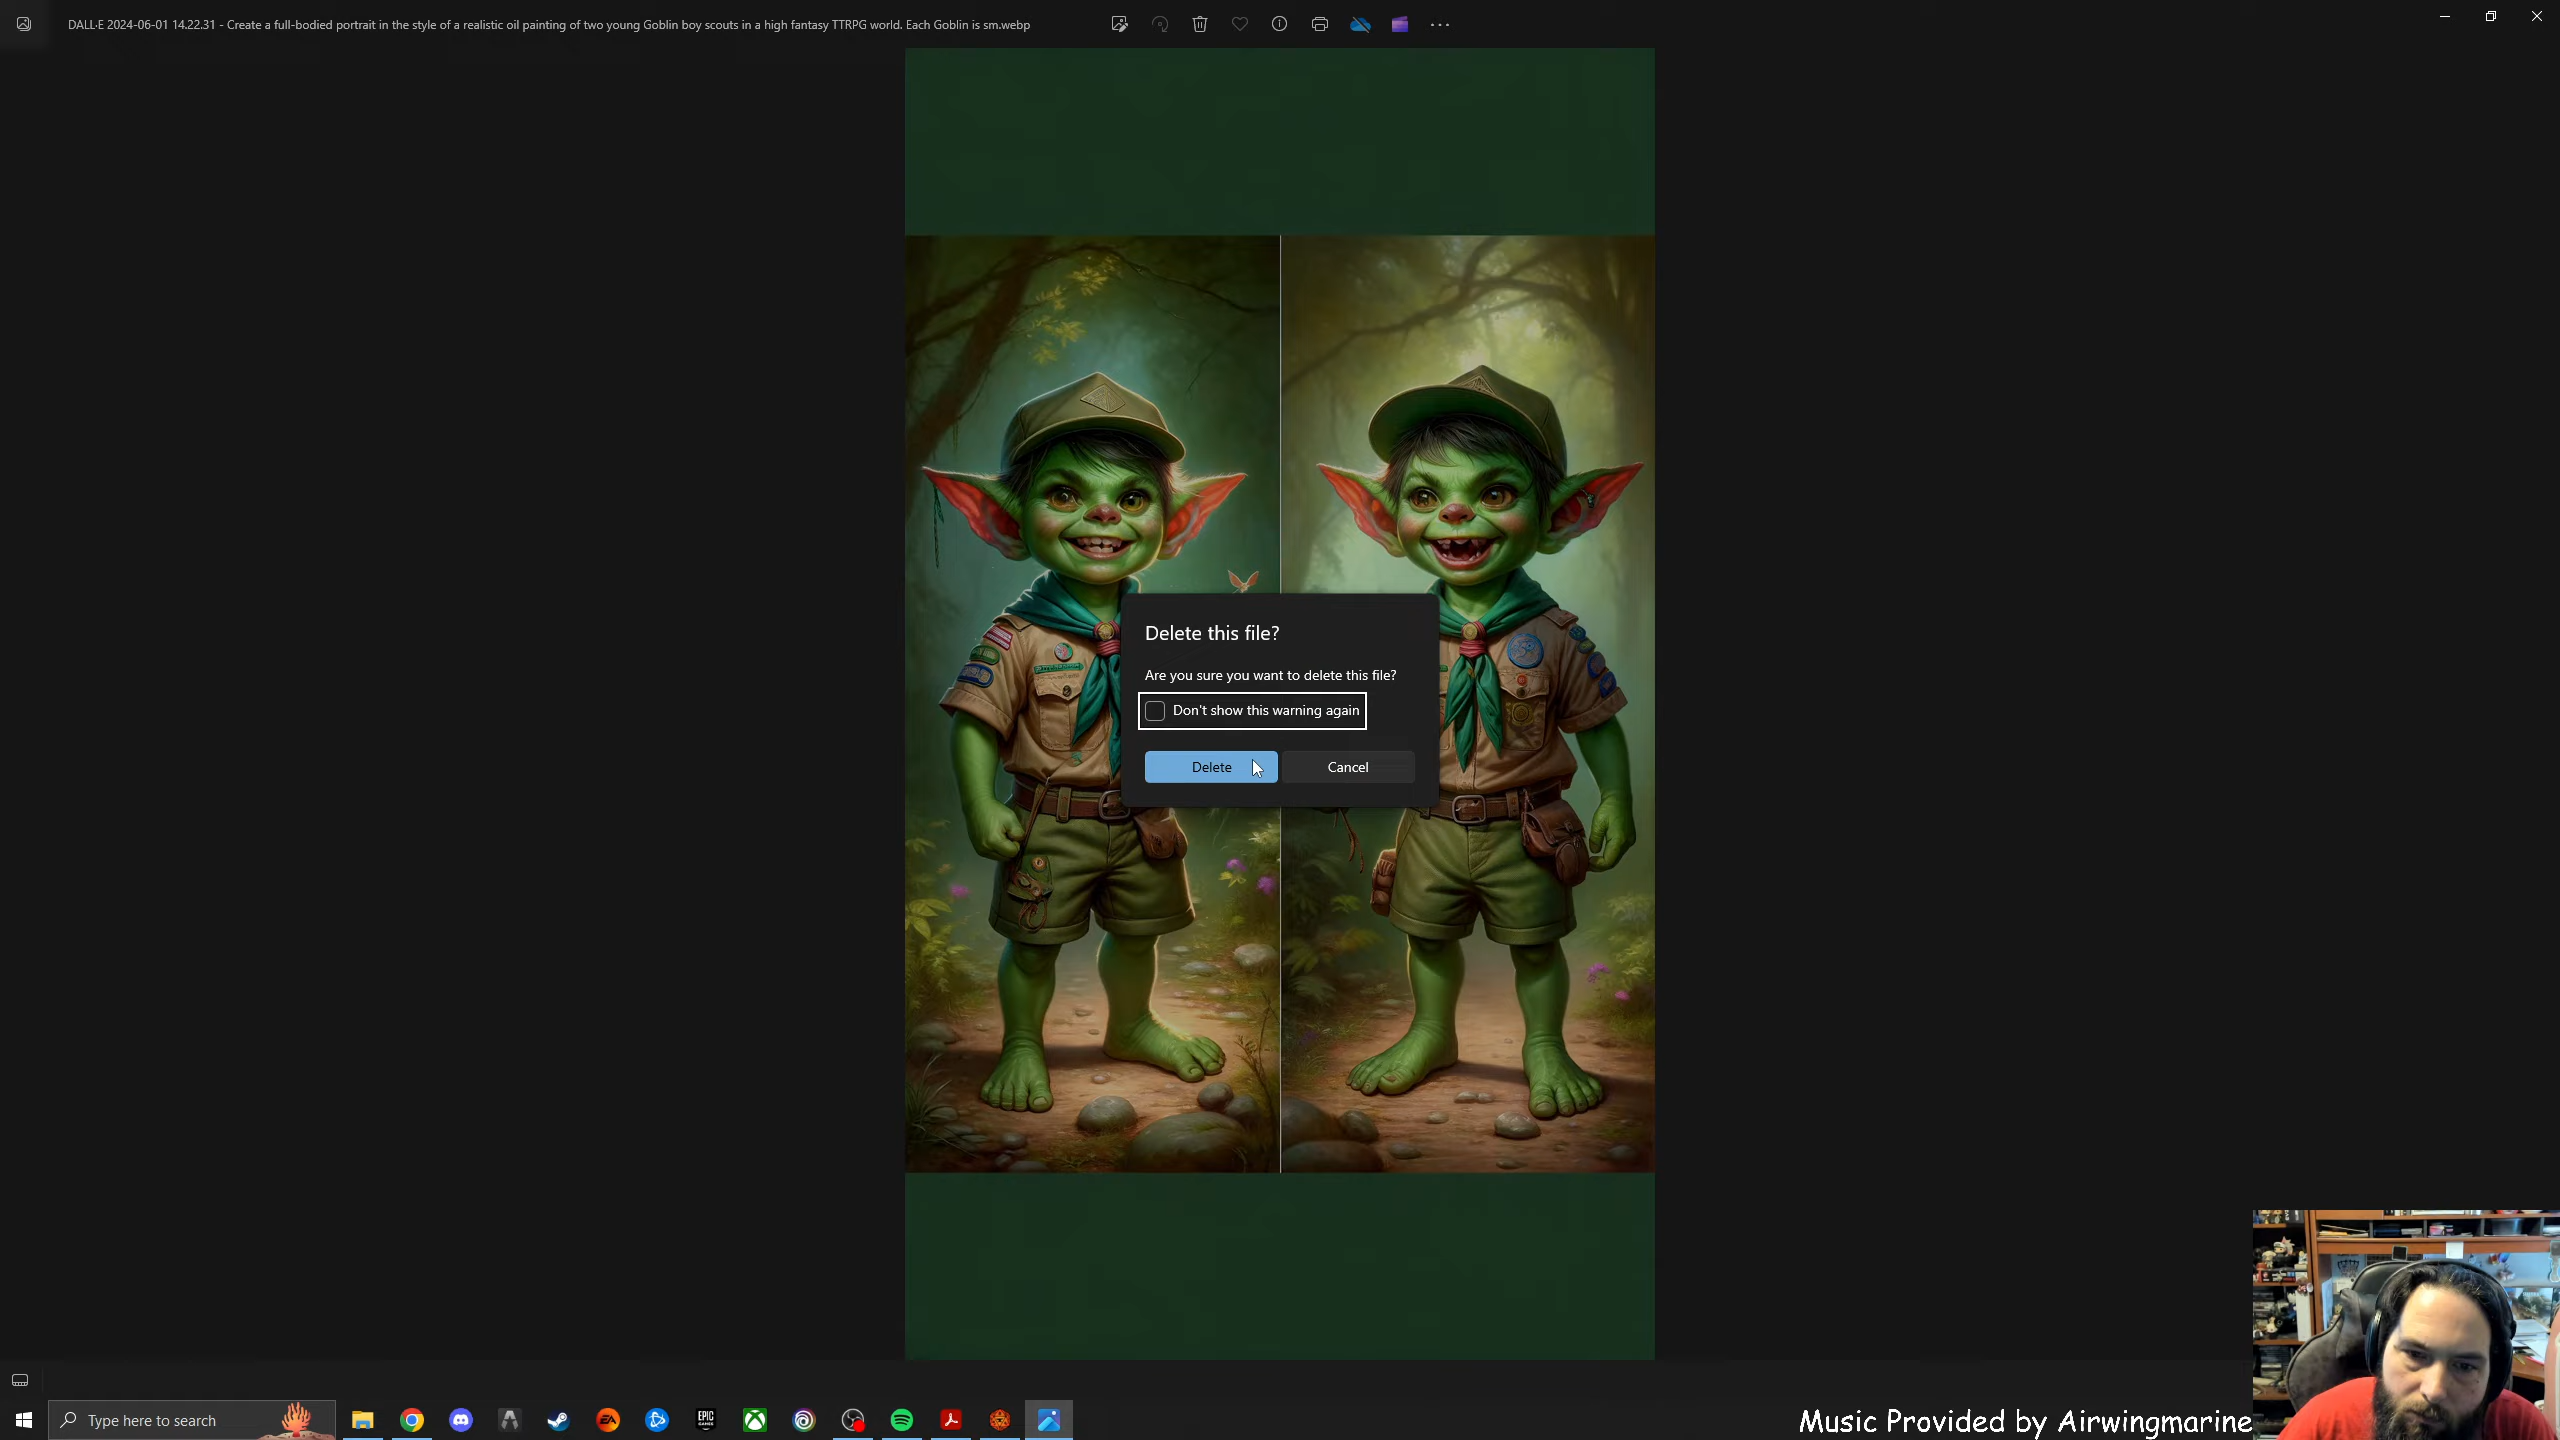 DALL·E 2024-06-01 14.22.31 - Create a full-bodied portrait in the style of a realistic oil painting of two young Goblin boy scouts in a high fantasy TTRPG world. Each Goblin is sm.webp
Delete this file?
Are you sure you want to delete this file?
Don't show this warning again
Delete
Cancel
Type here to search
EPIC
GAMES
EA
Music Provided by Airwingmarine